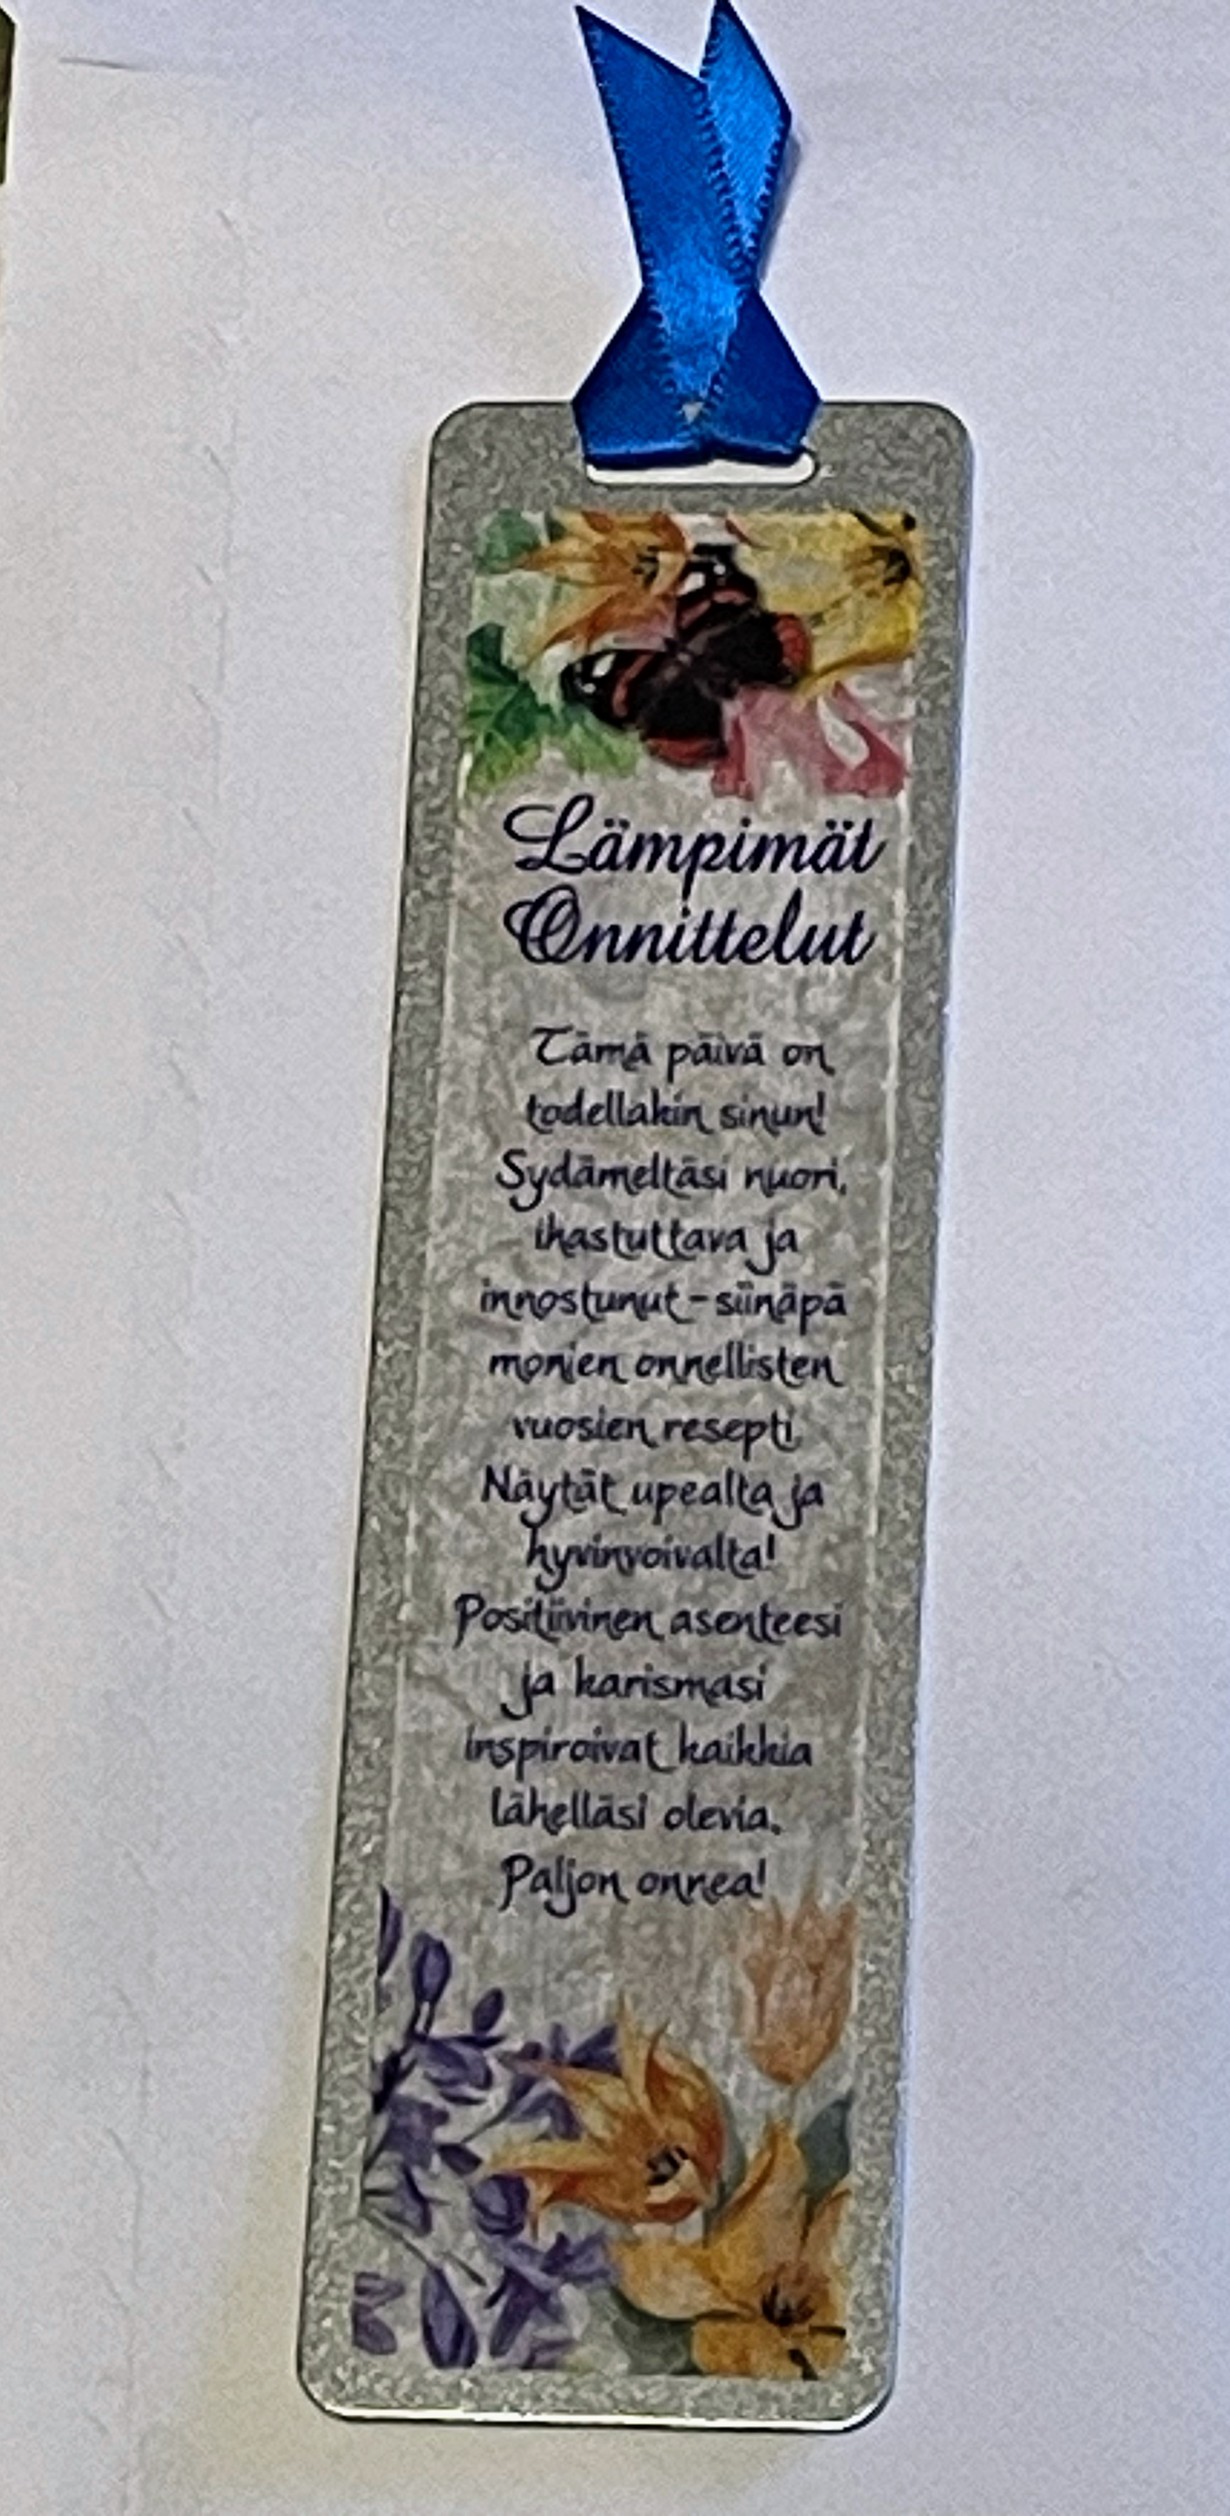 Lämpimät
Onnittelut
Tämä päivä on
todellakin sinun!
Sydämeltäsi nuori,
ihastuttava ja
innostunut-siinäpä
monien onnellisten
vuosien resepti.
Näytät upealta ja
hyvinvoivalta!
Positiivinen asenteesi
ja karismasi
inspiroivat kaikkia
lähelläsi olevia.
Paljon onnea!